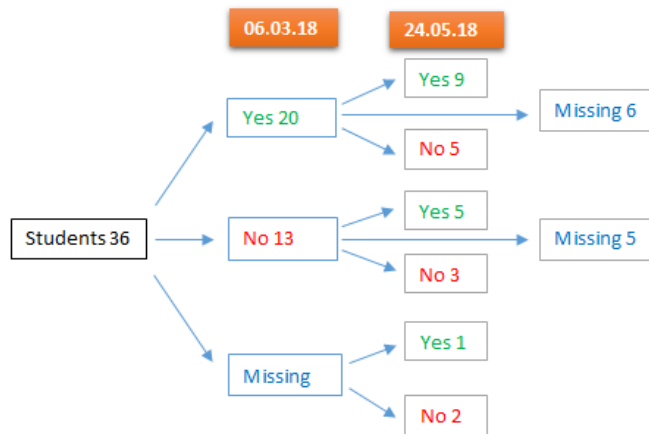 06.03.18
24.05.18
Yes 9
Yes 20
Missing 6
No 5
Yes 5
Students 36
No 13
Missing 5
No 3
Yes 1
Missing
No 2